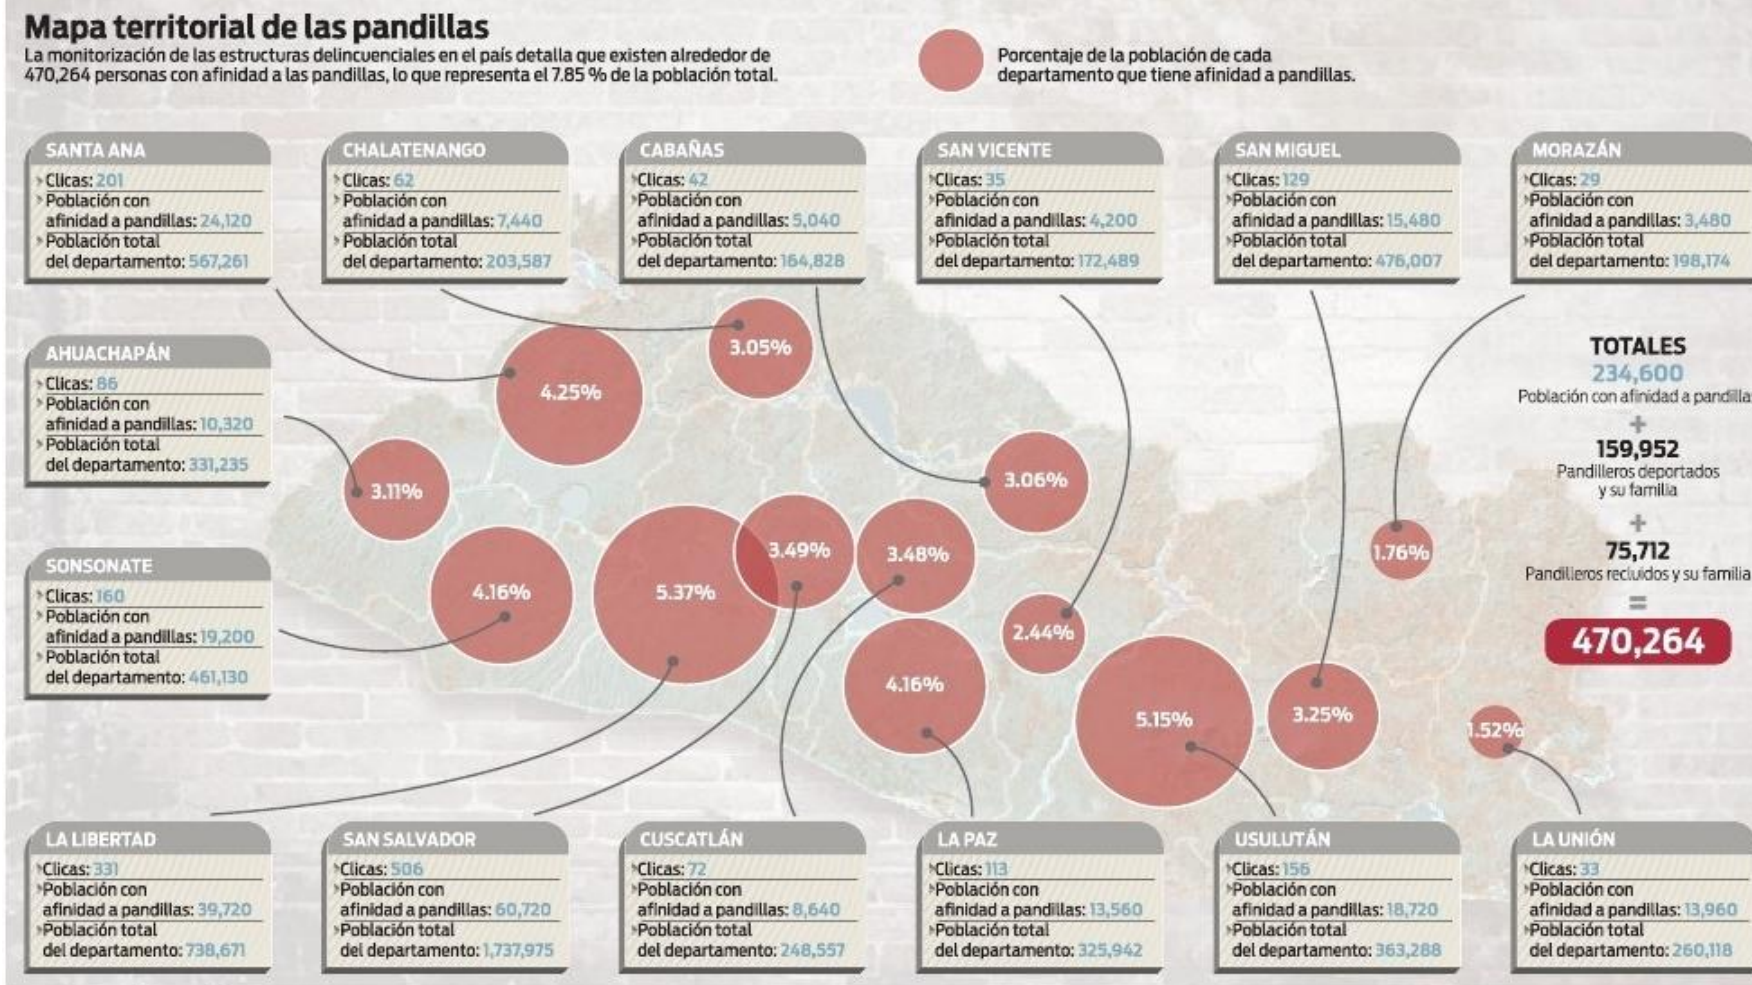 Mapa territorial de las pandillas
La monitorización de las estructuras delincuenciales en el país detalla que existen alrededor de
470,264 personas con afinidad a las pandillas, lo que representa el 7.85 % de la población total.
Porcentaje de la población de cada
departamento que tiene afinidad a pandillas.
SANTA ANA
Clicas: 201
Población con
afinidad a pandillas: 24,120
Población total
del departamento: 567,261
CHALATENANGO
Clicas: 62
Población con
afinidad a pandillas: 7,440
Población total
del departamento: 203,587
CABAÑAS
Clicas: 42
Población con
afinidad a pandillas: 5,040
Población total
del departamento: 164,828
SAN VICENTE
Clicas: 35
Población con
afinidad a pandillas: 4,200
Población total
del departamento: 172,489
SAN MIGUEL
Clicas: 129
Población con
afinidad a pandillas: 15,480
Población total
del departamento: 476,007
MORAZÁN
Clicas: 29
Población con
afinidad a pandillas: 3,480
Población total
del departamento: 198,174
AHUACHAPÁN
Clicas: 86
Población con
afinidad a pandillas: 10,320
Población total
del departamento: 331,235
SONSONATE
Clicas: 160
Población con
afinidad a pandillas: 19,200
Población total
del departamento: 461,130
4.25%
3.05%
3.11%
3.06%
4.16%
5.37%
3.49%
3.48%
1.76%
2.44%
4.16%
5.15%
3.25%
1.52%
TOTALES
234,600
Población con afinidad a pandilla
+
159,952
Pandilleros deportados
y su familia
+
75,712
Pandilleros recluidos y su familia
=
470,264
LA LIBERTAD
Clicas: 331
Población con
afinidad a pandillas: 39,720
Población total
del departamento: 738,671
SAN SALVADOR
Clicas: 506
Población con
afinidad a pandillas: 60,720
Población total
del departamento: 1,737,975
CUSCATLÁN
Clicas: 72
Población con
afinidad a pandillas: 8,640
Población total
del departamento: 248,557
LA PAZ
Clicas: 113
Población con
afinidad a pandillas: 13,560
Población total
del departamento: 325,942
USULUTÁN
Clicas: 156
Población con
afinidad a pandillas: 18,720
Población total
del departamento: 363,288
LA UNIÓN
Clicas: 33
Población con
afinidad a pandillas: 13,960
Población total
del departamento: 260,118